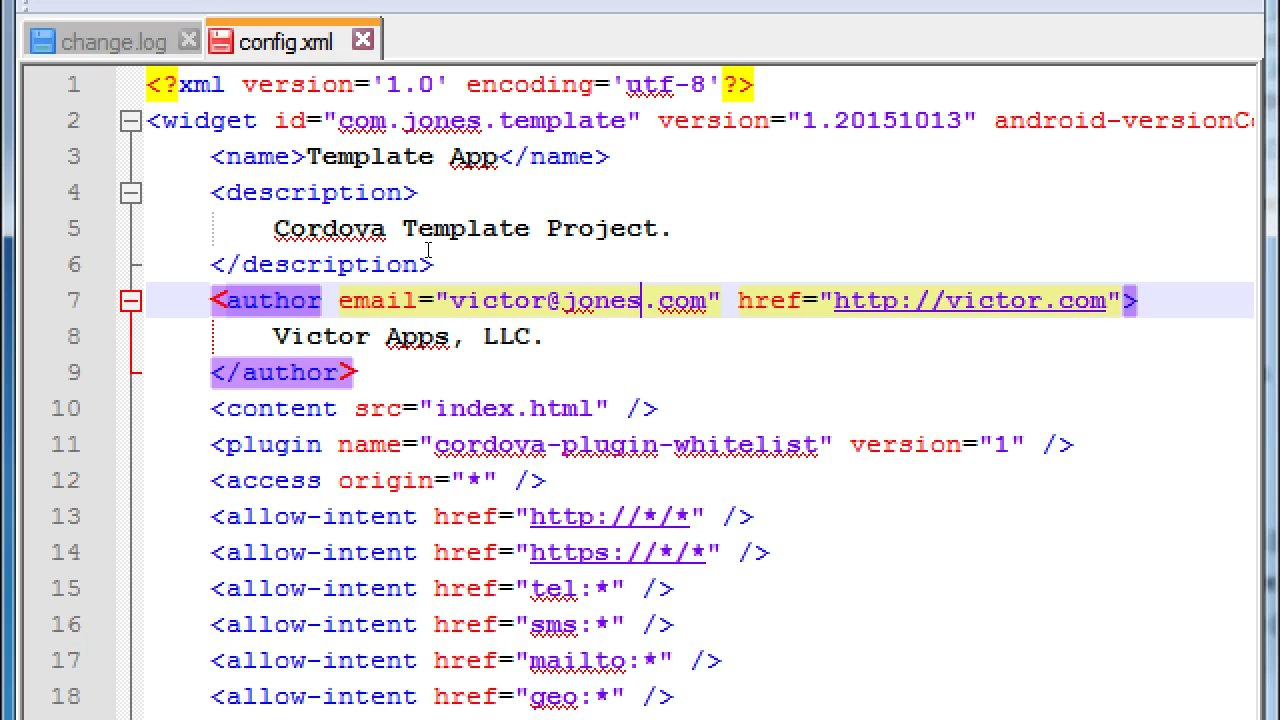 change.log config.xml
1 <?xml version='1.0' encoding='utf-8'?>
2 <widget id="com.jones.template" version="1.20151013" android-versionC
3 <name>Template App</name>
4 <description>
5 Cordova Template Project.
6 </description>
7 <author email="victor@jones.com" href="http://victor.com">
8 Victor Apps, LLC.
9 </author>
10 <content src="index.html" />
11 <plugin name="cordova-plugin-whitelist" version="1" />
12 <access origin="*" />
13 <allow-intent href="http://*/*" />
14 <allow-intent href="https://*/*" />
15 <allow-intent href="tel:*" />
16 <allow-intent href="sms:*" />
17 <allow-intent href="mailto:*" />
18 <allow-intent href="geo:*" />